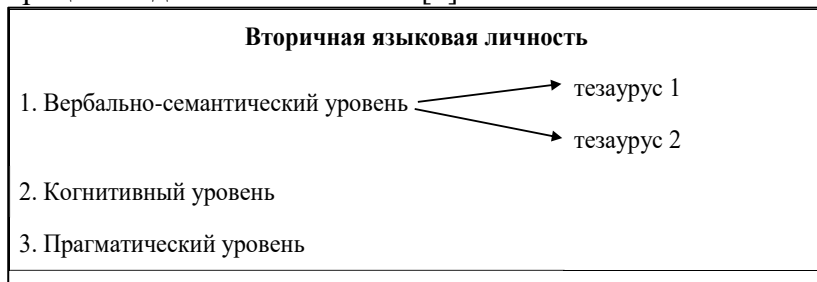 Вторичная языковая личность
тезаурус 1
1. Вербально-семантический уровень
тезаурус 2
2. Когнитивный уровень
3. Прагматический уровень